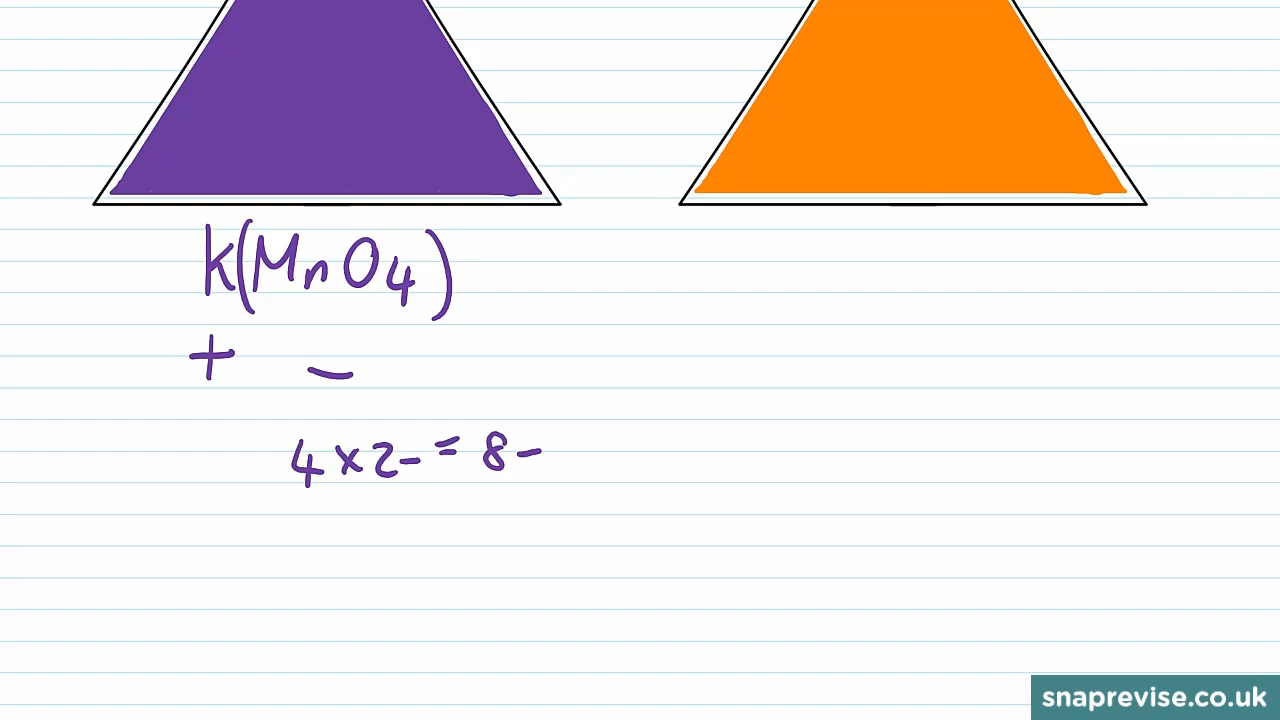 K(MnO4)
+ -
4 x 2- = 8-
snaprevise.co.uk